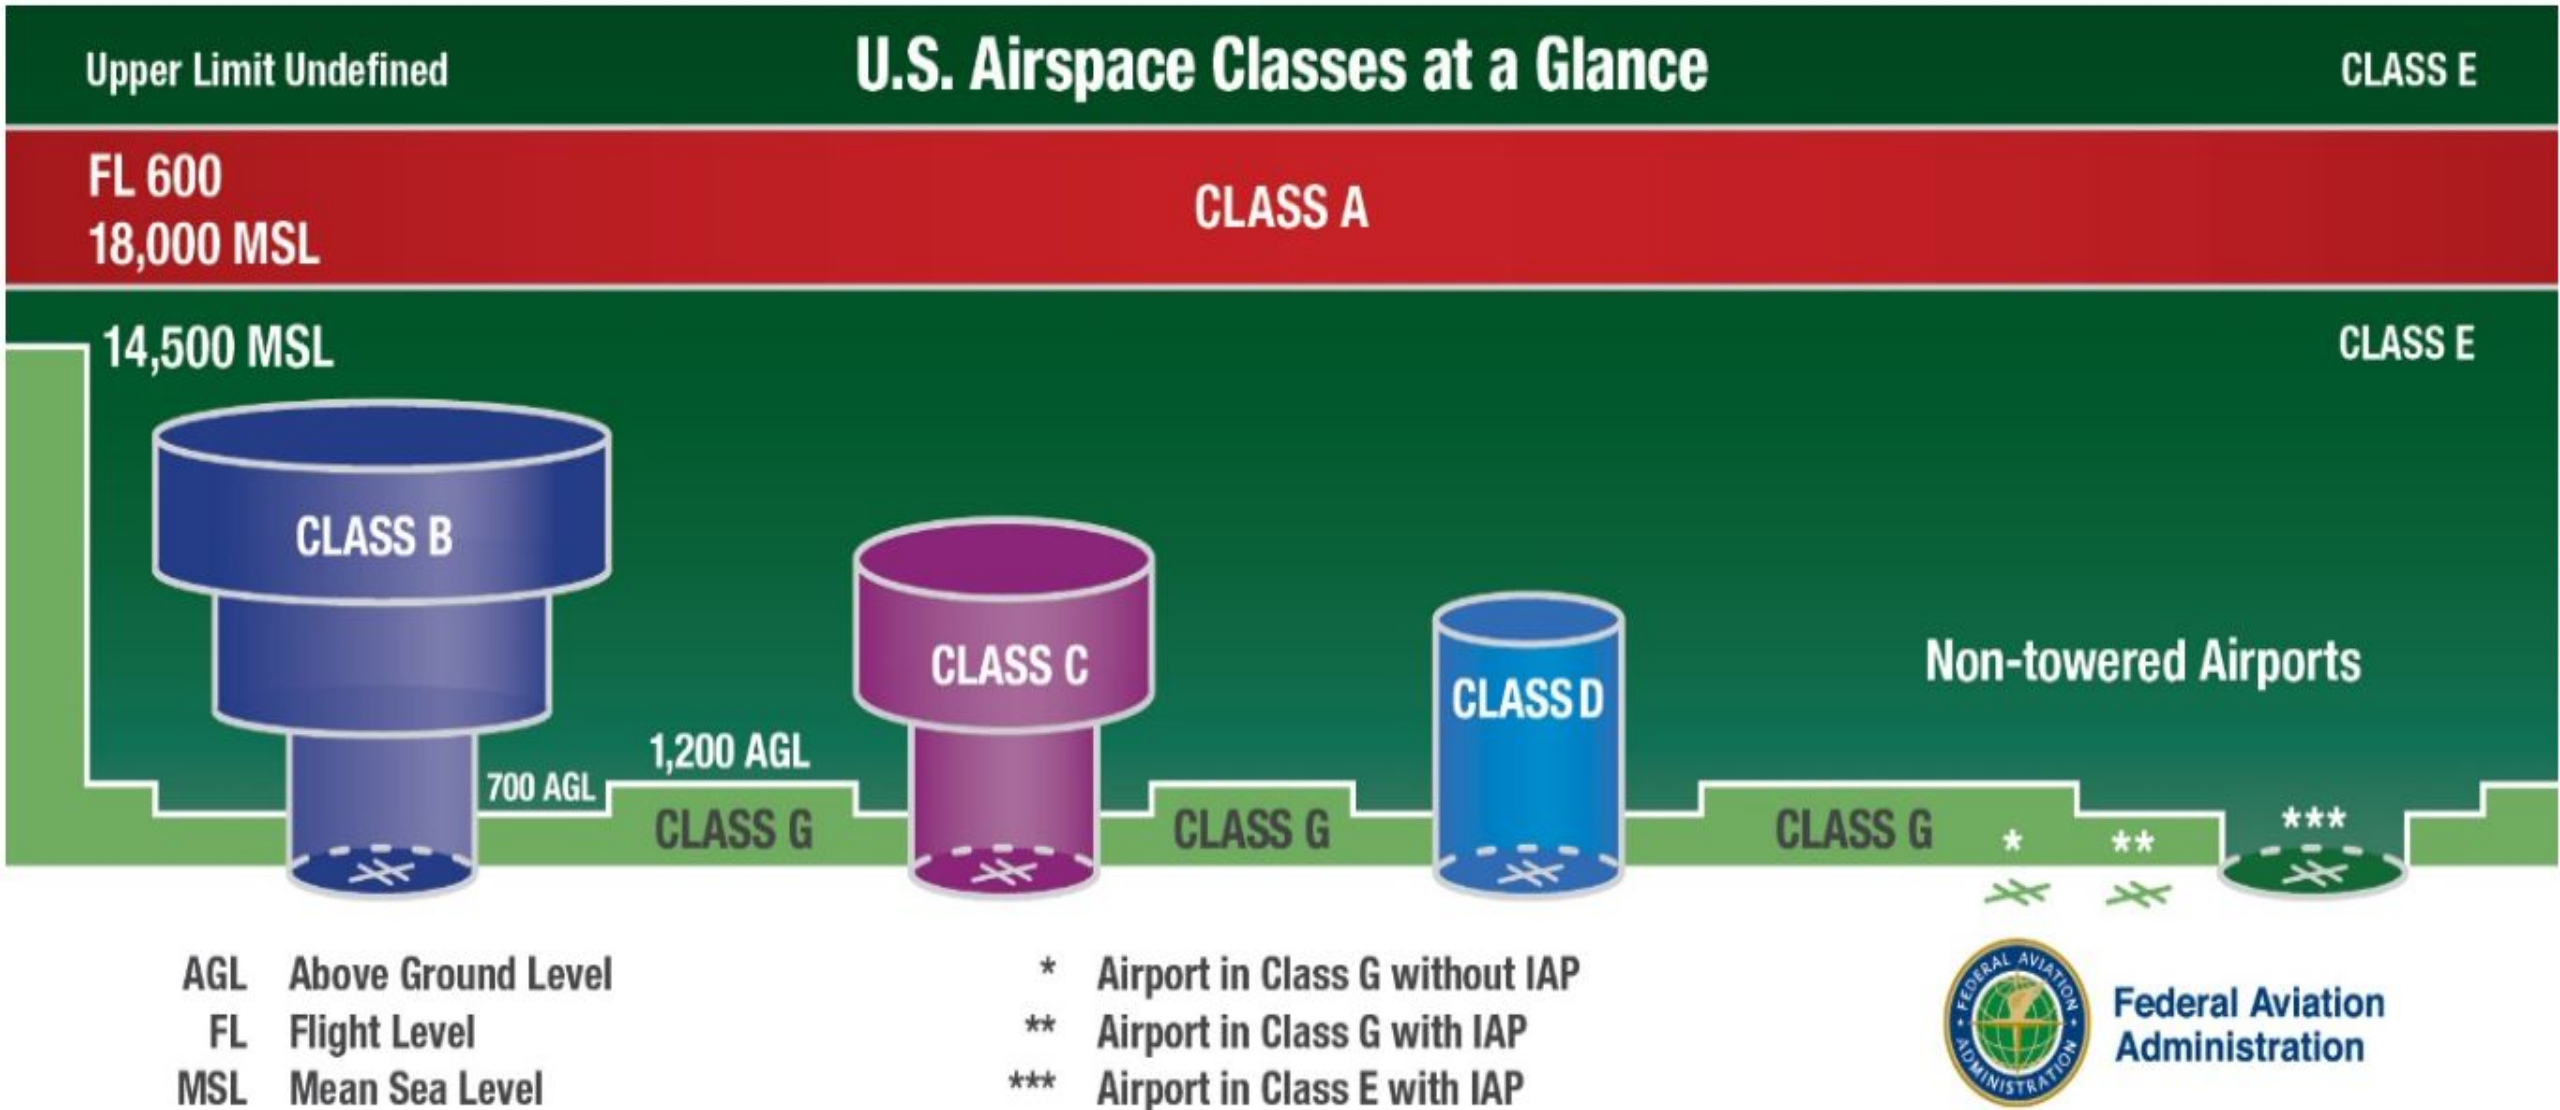 Upper Limit Undefined
U.S. Airspace Classes at a Glance
CLASS E
FL 600
18,000 MSL
CLASS A
14,500 MSL
CLASS E
CLASS B
CLASS C
CLASS D
Non-towered Airports
1,200 AGL
700 AGL
CLASS G
CLASS G
CLASS G
*
**
***
AGL Above Ground Level
FL Flight Level
MSL Mean Sea Level
* Airport in Class G without IAP
** Airport in Class G with IAP
*** Airport in Class E with IAP
FEDERAL AVIATION
ADMINISTRATION
Federal Aviation
Administration